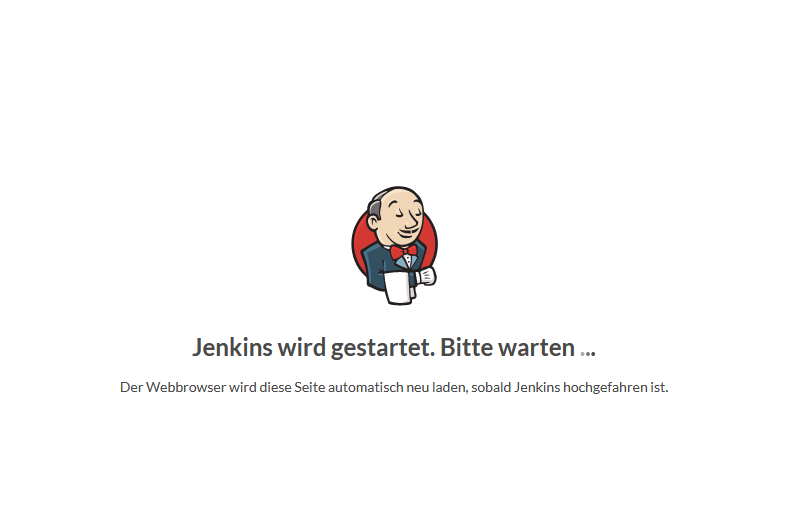 Jenkins wird gestartet. Bitte warten ...
Der Webbrowser wird diese Seite automatisch neu laden, sobald Jenkins hochgefahren ist.